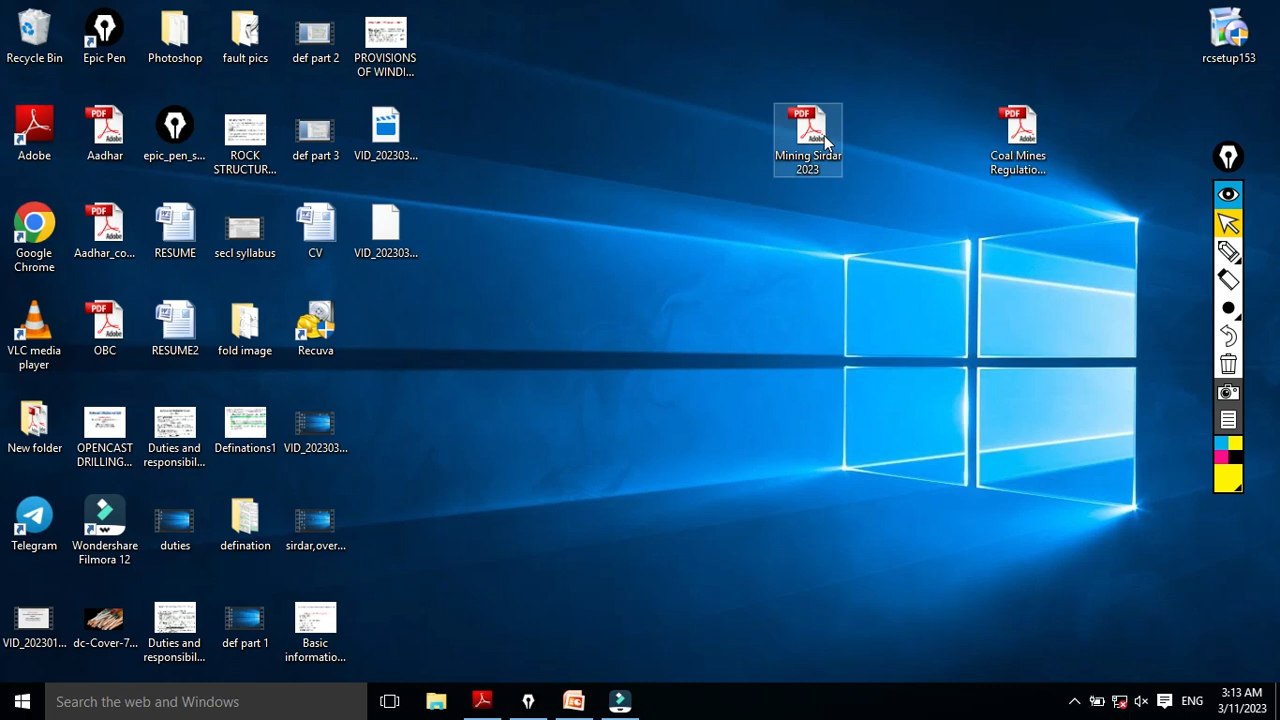 Recycle Bin
Epic Pen
Photoshop
fault pics
def part 2
PROVISIONS
OF WINDI...
rcsetup153
Adobe
Aadhar
epic_pen_s...
ROCK
STRUCTUR...
def part 3
VID_202303...
Mining Sirdar
2023
Coal Mines
Regulatio...
Google
Chrome
Aadhar_co...
RESUME
secl syllabus
CV
VID_202303...
VLC media
player
OBC
RESUME2
fold image
Recuva
New folder
OPENCAST
DRILLING...
Duties and
responsibil...
Definations1
VID_202303...
Telegram
Wondershare
Filmora 12
duties
defination
sirdar,over...
VID_202301...
dc-Cover-7...
Duties and
responsibil...
def part 1
Basic
informatio...
Search the web and Windows
ENG
3:13 AM
3/11/2023